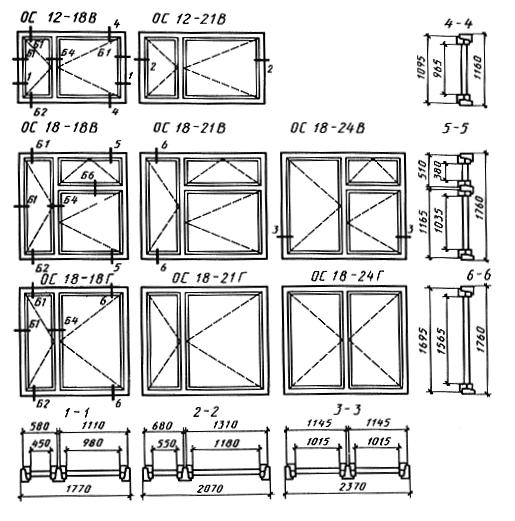 ОС 12-18В 4 ОС 12-21В 4-4
Б1 Б1 Б4 Б1 2 2 1095 965 1160
1 1
Б2 4
ОС 18-18В ОС 18-21В ОС 18-24В 5-5
Б1 5 6 510 380
Б6
Б1 Б4 3 3 1165 1035 1760
Б2 5 6
ОС 18-18Г ОС 18-21Г ОС 18-24Г 6-6
Б1 6
Б1 Б4 1695 1565 1760
Б2 6
1-1 2-2 3-3
580 1110 680 1310 1145 1145
450 980 550 1180 1015 1015
1770 2070 2370